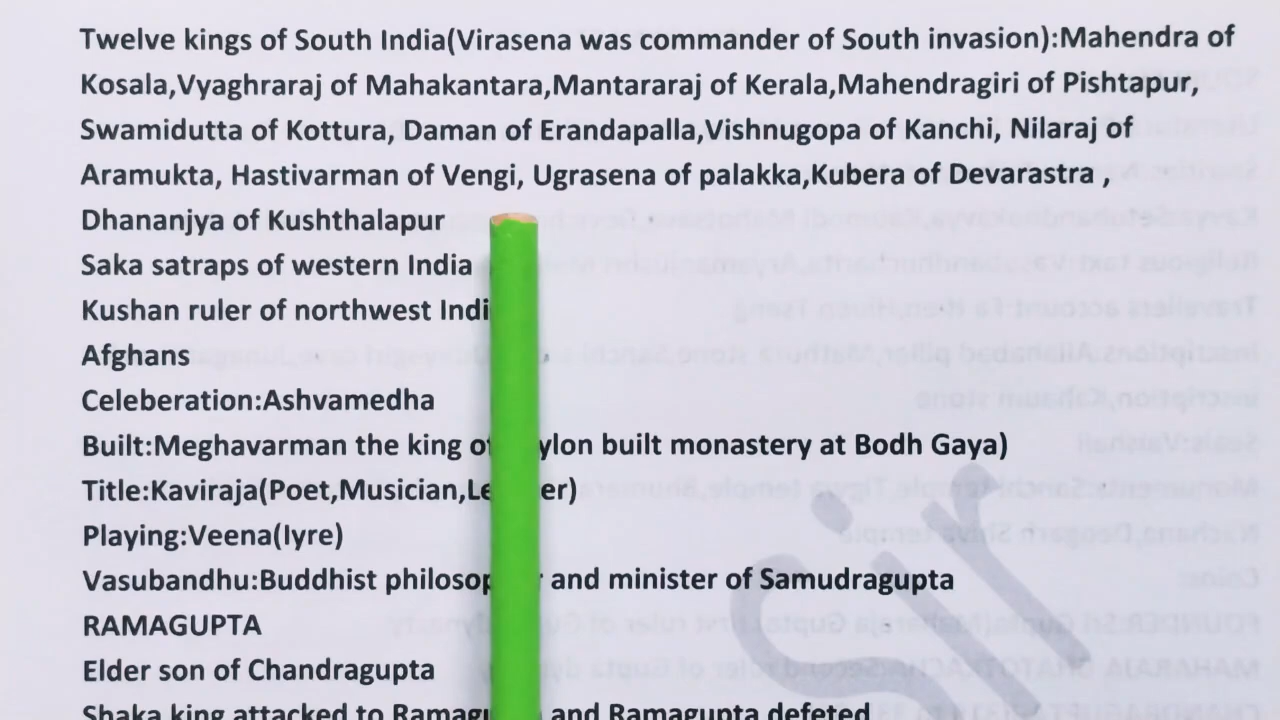 Twelve kings of South India(Virasena was commander of South invasion):Mahendra of
Kosala,Vyaghraraj of Mahakantara,Mantararaj of Kerala,Mahendragiri of Pishtapur,
Swamidutta of Kottura, Daman of Erandapalla,Vishnugopa of Kanchi, Nilaraj of
Aramukta, Hastivarman of Vengi, Ugrasena of palakka,Kubera of Devarastra ,
Dhananjya of Kushthalapur
Saka satraps of western India
Kushan ruler of northwest Indi
Afghans
Celeberation:Ashvamedha
Built:Meghavarman the king of ylon built monastery at Bodh Gaya)
Title:Kaviraja(Poet,Musician,Le er)
Playing:Veena(lyre)
Vasubandhu:Buddhist philosop r and minister of Samudragupta
RAMAGUPTA
Elder son of Chandragupta
Shaka king attacked to Ramagu and Ramagupta defeted
Sir